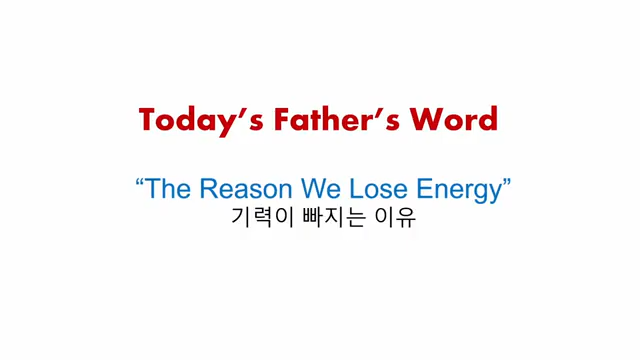 Today’s Father’s Word
“The Reason We Lose Energy”
기력이 빠지는 이유